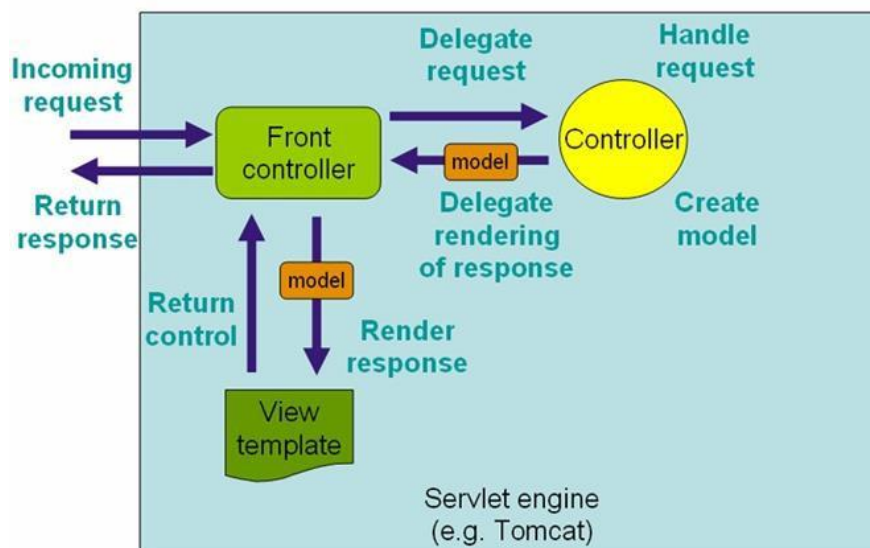 Incoming
request
Return
response
Front
controller
Delegate
request
Handle
request
Controller
model
Delegate
rendering
of response
Create
model
Return
control
model
Render
response
View
template
Servlet engine
(e.g. Tomcat)